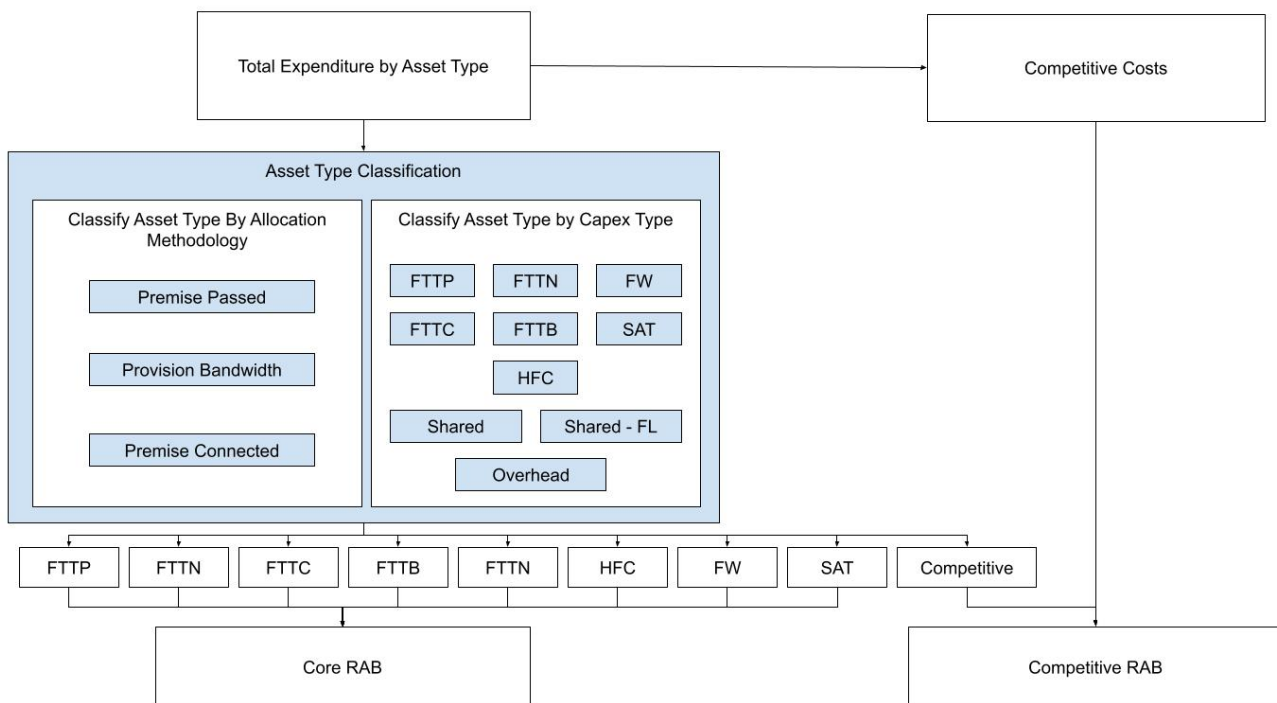 Total Expenditure by Asset Type
Competitive Costs
Asset Type Classification
Classify Asset Type By Allocation
Methodology
Premise Passed
Provision Bandwidth
Premise Connected
Classify Asset Type by Capex Type
FTTP
FTTN
FW
FTTC
FTTB
SAT
HFC
Shared
Shared - FL
Overhead
FTTP
FTTN
FTTC
FTTB
FTTN
HFC
FW
SAT
Competitive
Core RAB
Competitive RAB